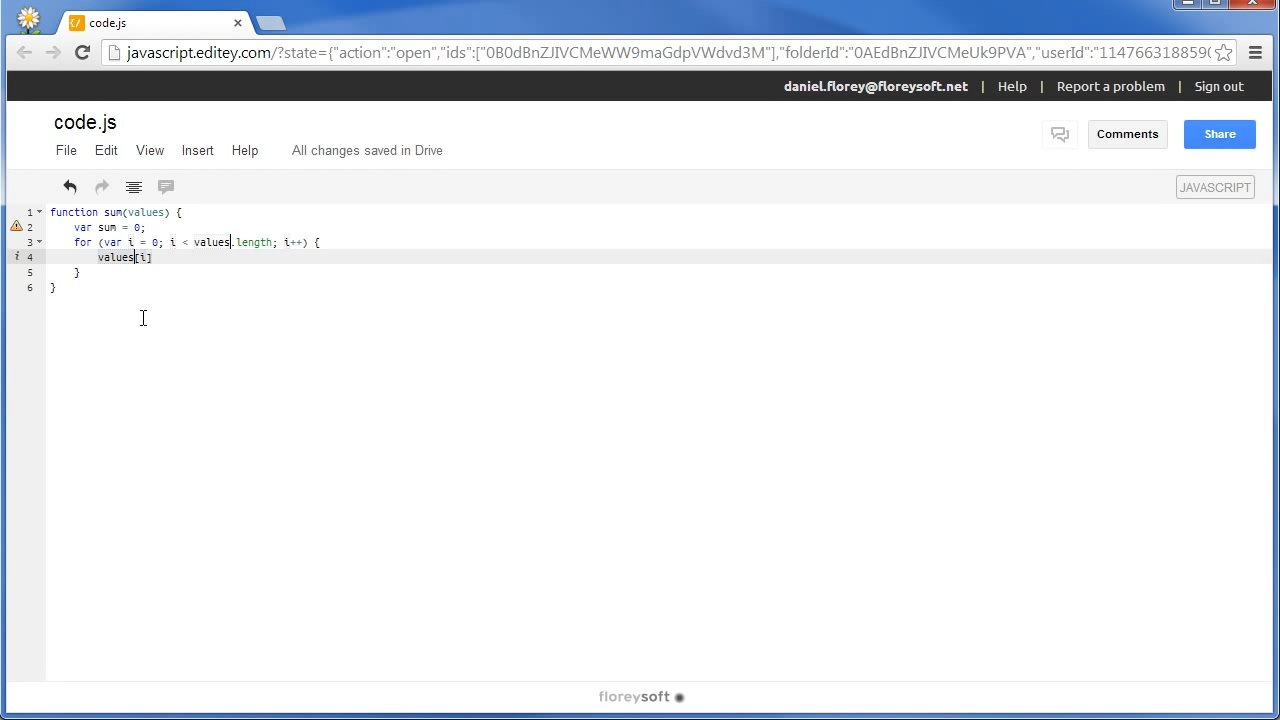 code.js
javascript.editey.com/?state={"action":"open","ids":["0B0dBnZJIVCMeWW9maGdpVWdvd3M"],"folderId":"0AEdBnZJIVCMeUk9PVA","userId":"114766318859(
daniel.florey@floreysoft.net | Help | Report a problem | Sign out
code.js
File Edit View Insert Help All changes saved in Drive
Comments
Share
JAVASCRIPT
1 function sum(values) {
2 var sum = 0;
3 for (var i = 0; i < values.length; i++) {
i 4 values[i]
5 }
6 }
floreysoft